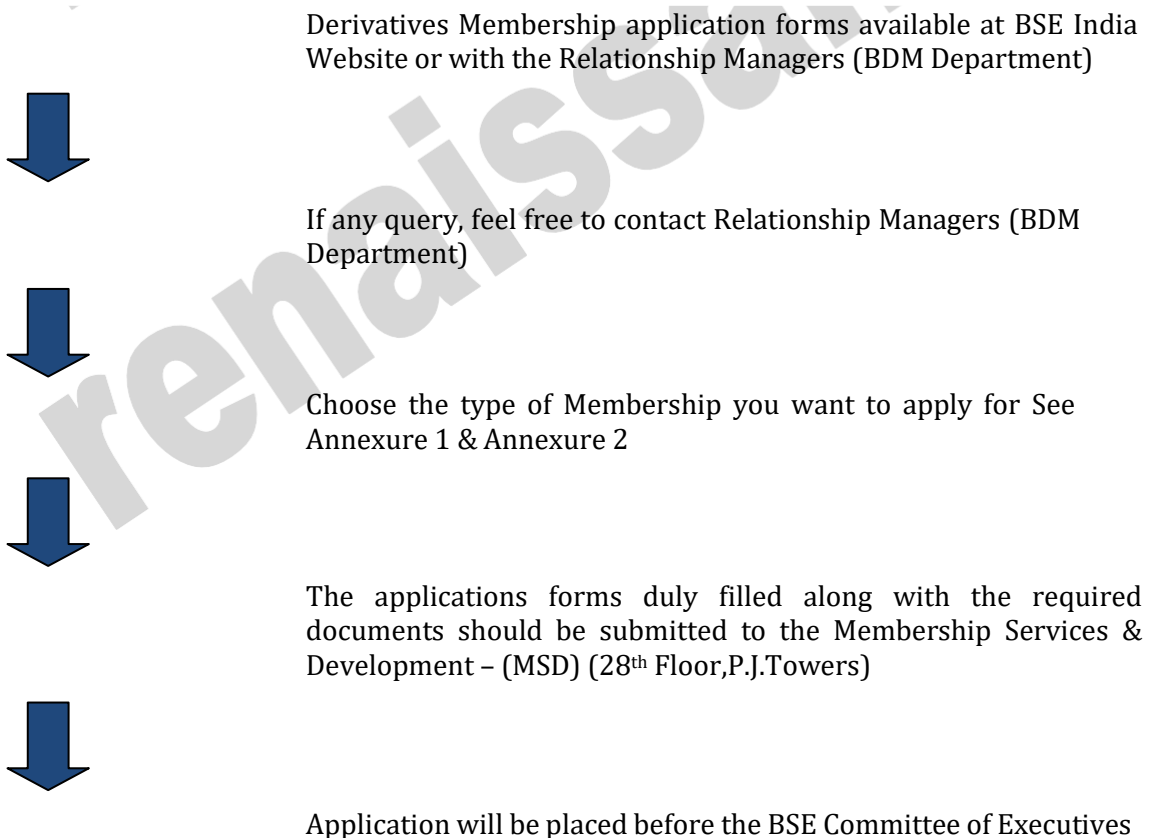 Derivatives Membership application forms available at BSE India
Website or with the Relationship Managers (BDM Department)
If any query, feel free to contact Relationship Managers (BDM
Department)
Choose the type of Membership you want to apply for See
Annexure 1 & Annexure 2
The applications forms duly filled along with the required
documents should be submitted to the Membership Services &
Development – (MSD) (28th Floor,P.J.Towers)
Application will be placed before the BSE Committee of Executives